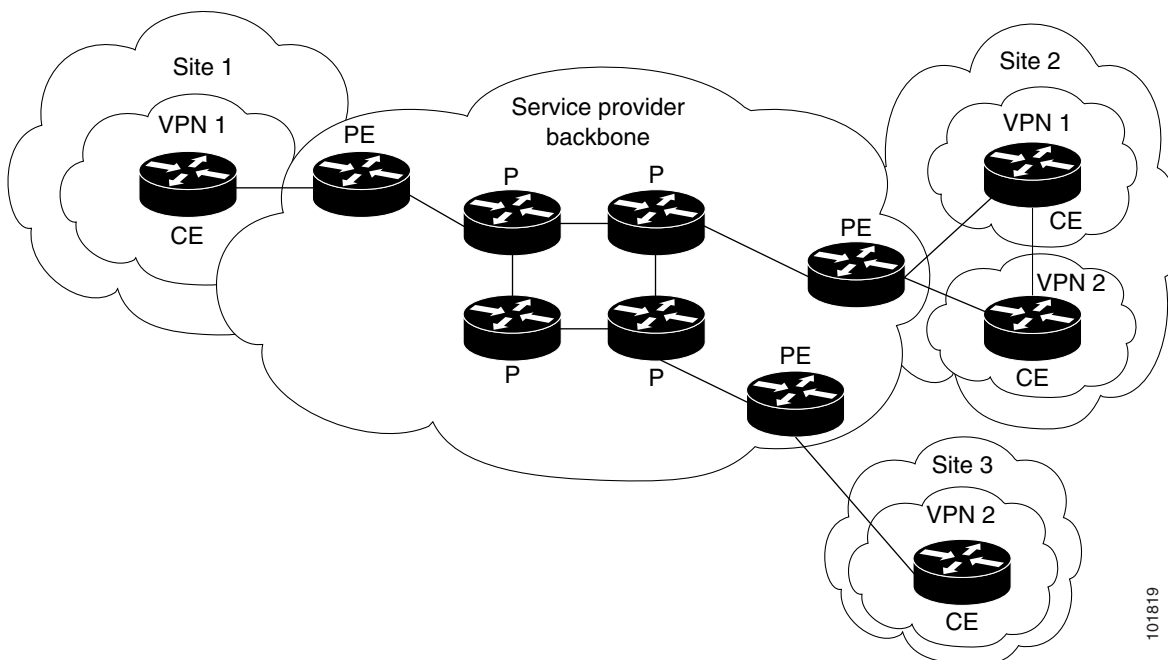 Site 1
VPN 1
CE
PE
Service provider
backbone
P
P
P
P
PE
PE
Site 2
VPN 1
CE
VPN 2
CE
Site 3
VPN 2
CE
101819